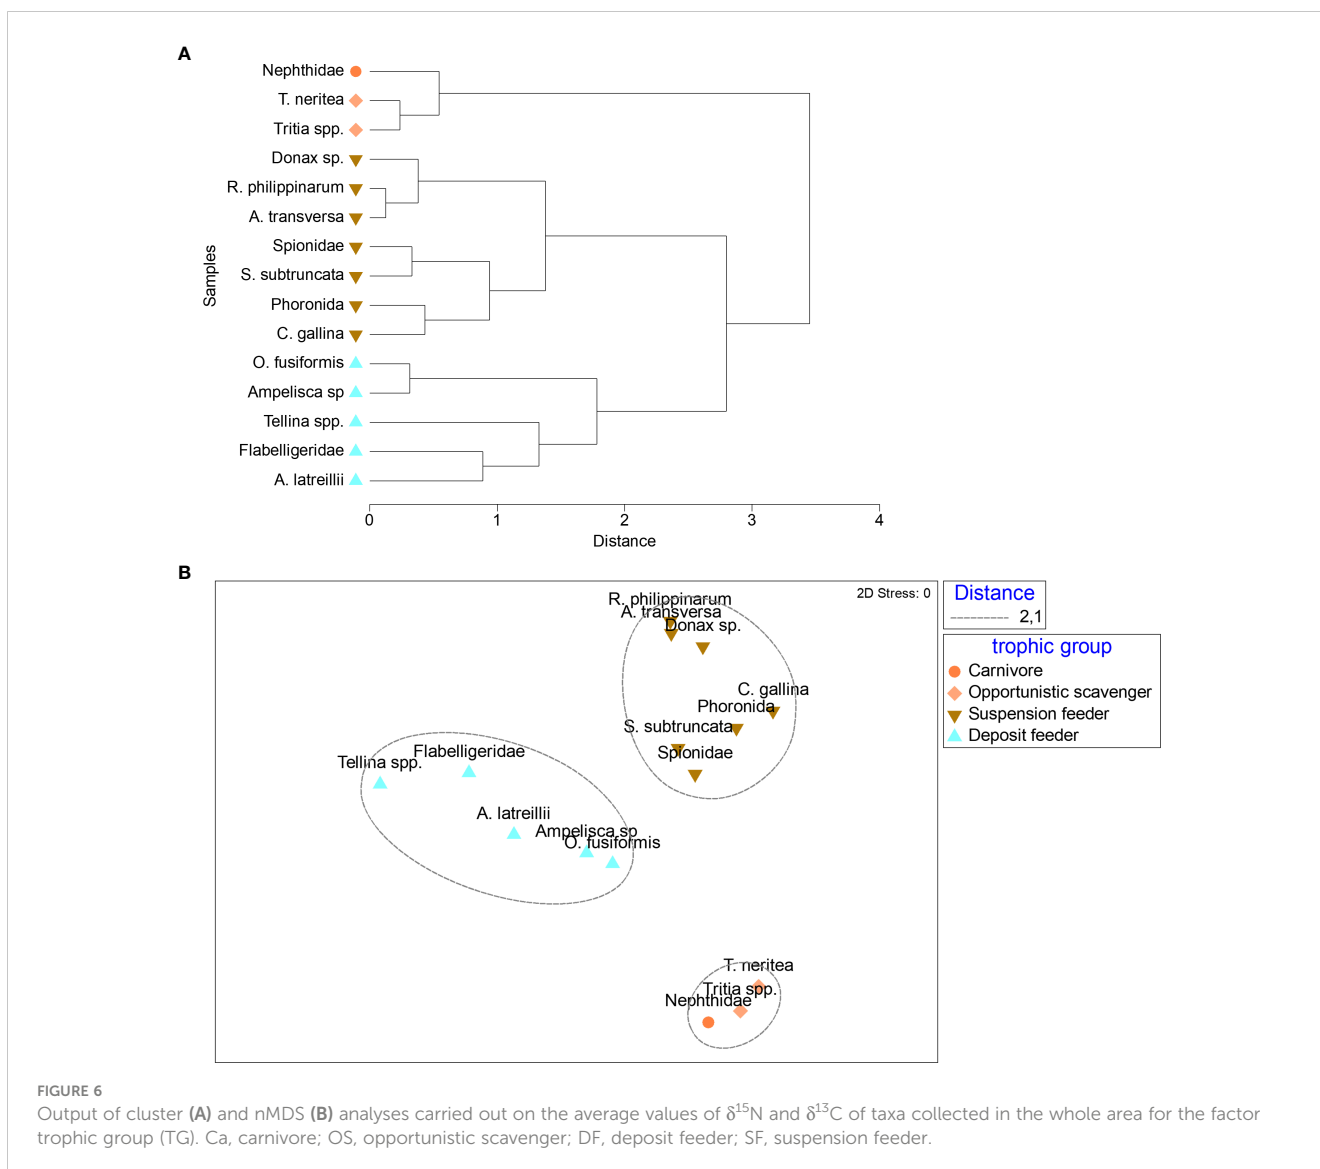 A
Nephthidae
T. neritea
Tritia spp.
Donax sp.
R. philippinarum
A. transversa
Spionidae
S. subtruncata
Phoronida
C. gallina
O. fusiformis
Ampelisca sp
Tellina spp.
Flabelligeridae
A. latreillii
Samples
0 1 2 3 4
Distance
B
2D Stress: 0
R. philippinarum
A. transversa
Donax sp.
C. gallina
Phoronida
S. subtruncata
Spionidae
Flabelligeridae
Tellina spp.
A. latreillii
Ampelisca sp
O. fusiformis
T. neritea
Tritia spp.
Nephthidae
Distance
2,1
trophic group
Carnivore
Opportunistic scavenger
Suspension feeder
Deposit feeder
FIGURE 6
Output of cluster (A) and nMDS (B) analyses carried out on the average values of δ¹⁵N and δ¹³C of taxa collected in the whole area for the factor
trophic group (TG). Ca, carnivore; OS, opportunistic scavenger; DF, deposit feeder; SF, suspension feeder.